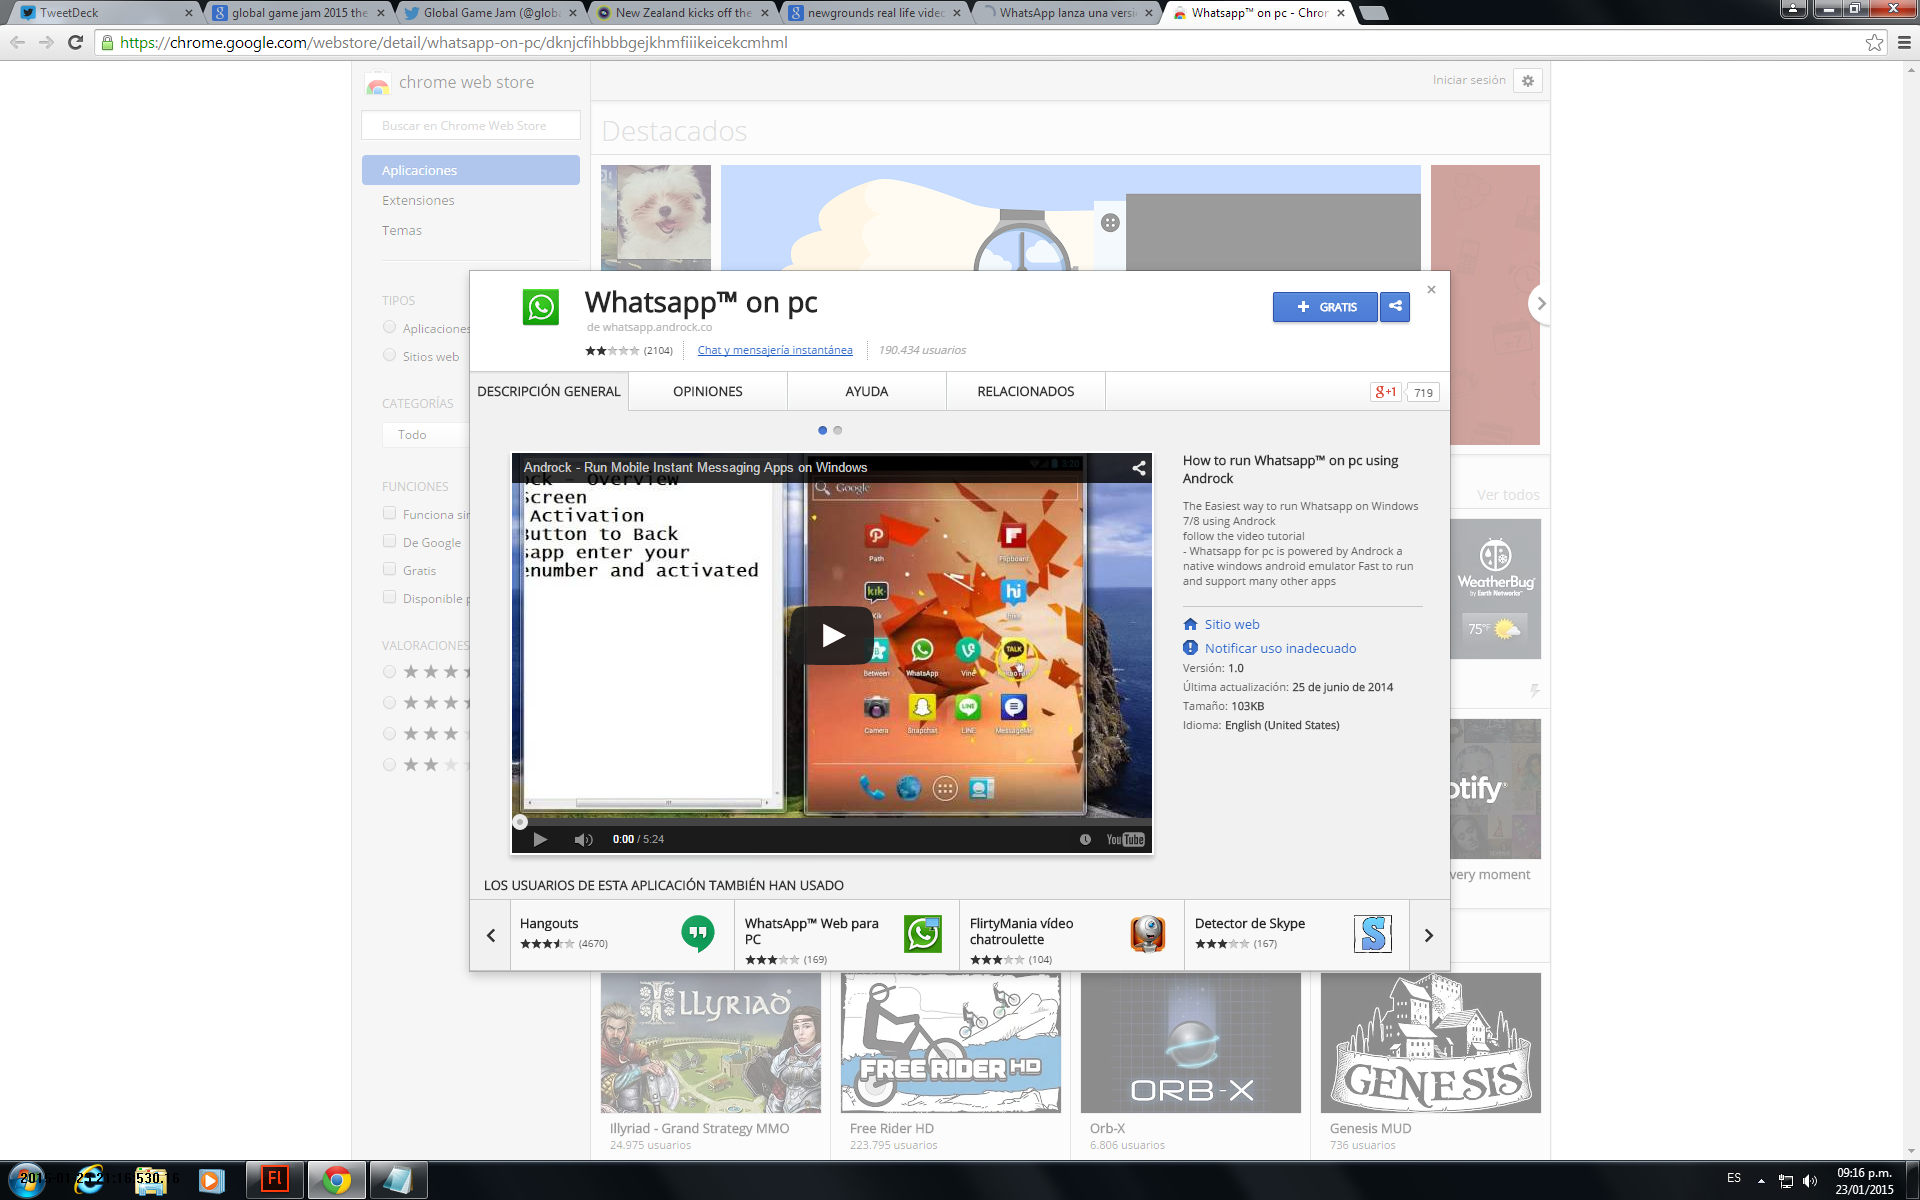 TweetDeck
global game jam 2015 the
Global Game Jam (@globa
New Zealand kicks off the
newgrounds real life video
WhatsApp lanza una versi
Whatsapp™ on pc - Chror
https://chrome.google.com/webstore/detail/whatsapp-on-pc/dknjcfihbbbgejkhmfiiikeicekcmhml
chrome web store
Iniciar sesión
Buscar en Chrome Web Store
Destacados
Aplicaciones
Extensiones
Temas
TIPOS
Aplicaciones
Sitios web
CATEGORÍAS
Todo
FUNCIONES
Funciona sin
De Google
Gratis
Disponible p
VALORACIONES
Whatsapp™ on pc
de whatsapp.androck.co
(2104)
Chat y mensajería instantánea
190.434 usuarios
GRATIS
DESCRIPCIÓN GENERAL
OPINIONES
AYUDA
RELACIONADOS
g+1
719
Androck - Run Mobile Instant Messaging Apps on Windows
ock - Overview
Screen
Activation
Button to Back
sapp enter your
enumber and activated
3:20
Google
Path
Flipboard
kik
Kik
hi
Between
WhatsApp
Vine
TALK
Camera
Snapchat
LINE
MessageMe
0:00 / 5:24
YouTube
How to run Whatsapp™ on pc using
Androck
The Easiest way to run Whatsapp on Windows
7/8 using Androck
follow the video tutorial
- Whatsapp for pc is powered by Androck a
native windows android emulator Fast to run
and support many other apps
Sitio web
Notificar uso inadecuado
Versión: 1.0
Última actualización: 25 de junio de 2014
Tamaño: 103KB
Idioma: English (United States)
Ver todos
WeatherBug
by Earth Networks
75°F
otify
very moment
LOS USUARIOS DE ESTA APLICACIÓN TAMBIÉN HAN USADO
Hangouts
(4670)
WhatsApp™ Web para
PC
(169)
FlirtyMania vídeo
chatroulette
(104)
Detector de Skype
(167)
S
ILLYRIAD
FREE RIDER HD
ORB-X
GENESIS
Illyriad - Grand Strategy MMO
24.975 usuarios
Free Rider HD
223.795 usuarios
Orb-X
6.806 usuarios
Genesis MUD
736 usuarios
Fl
ES
09:16 p.m.
23/01/2015